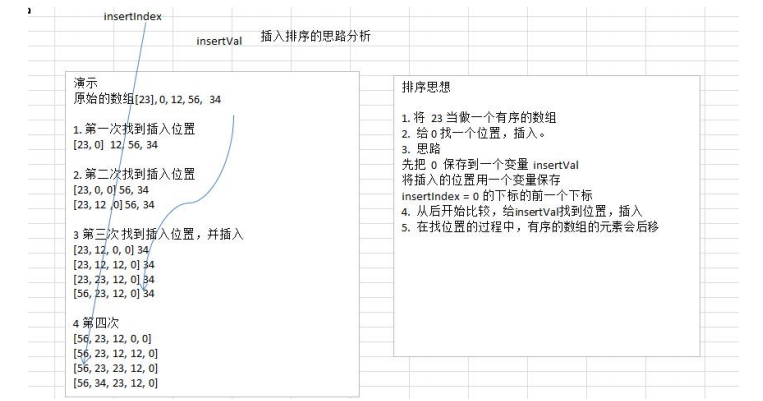 insertIndex
insertVal
插入排序的思路分析
演示
原始的数组[23], 0, 12, 56,  34
1. 第一次找到插入位置
[23, 0]  12, 56, 34
2. 第二次找到插入位置
[23, 0, 0] 56, 34
[23, 12 ,0] 56, 34
3 第三次找到插入位置，并插入
[23, 12, 0, 0] 34
[23, 12, 12, 0] 34
[23, 23, 12, 0] 34
[56, 23, 12, 0] 34
4 第四次
[56, 23, 12, 0, 0]
[56, 23, 12, 12, 0]
[56, 23, 23, 12, 0]
[56, 34, 23, 12, 0]
排序思想
1. 将 23 当做一个有序的数组
2. 给 0 找一个位置，插入。
3. 思路
先把 0 保存到一个变量 insertVal
将插入的位置用一个变量保存
insertIndex = 0 的下标的前一个下标
4. 从后开始比较，给insertVal找到位置，插入
5. 在找位置的过程中，有序的数组的元素会后移